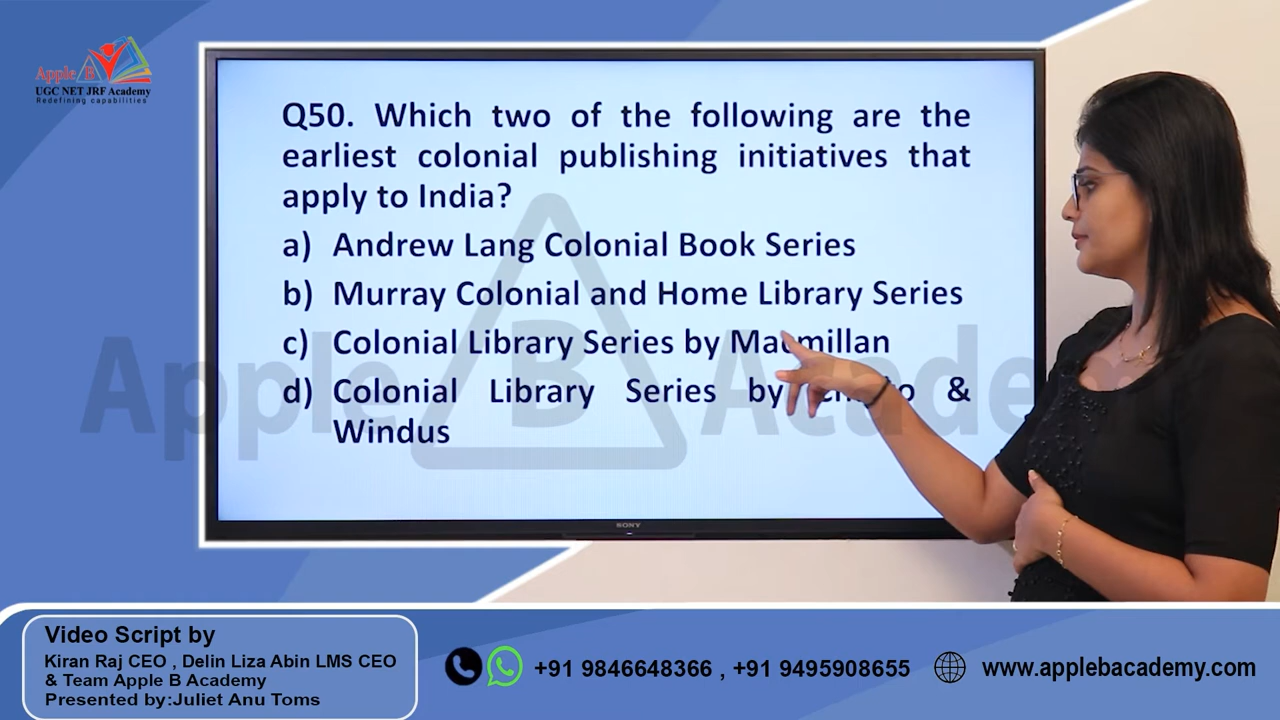 Apple B
UGC NET JRF Academy
Redefining capabilities
Q50. Which two of the following are the
earliest colonial publishing initiatives that
apply to India?
a) Andrew Lang Colonial Book Series
b) Murray Colonial and Home Library Series
c) Colonial Library Series by Macmillan
d) Colonial Library Series by &
Windus
Apple B Academy
SONY
Video Script by
Kiran Raj CEO , Delin Liza Abin LMS CEO
& Team Apple B Academy
Presented by:Juliet Anu Toms
+91 9846648366 , +91 9495908655
www.applebacademy.com